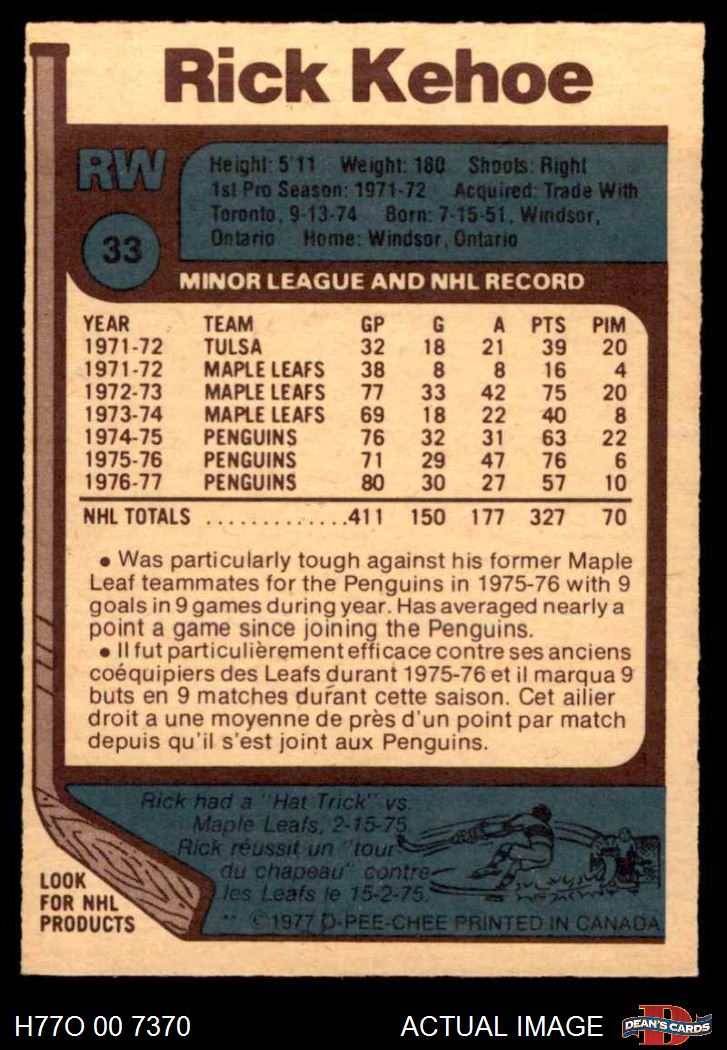 Rick Kehoe
RW
33
Height: 5'11 Weight: 180 Shoots: Right
1st Pro Season: 1971-72 Acquired: Trade With
Toronto, 9-13-74 Born: 7-15-51, Windsor,
Ontario Home: Windsor, Ontario
MINOR LEAGUE AND NHL RECORD
YEAR TEAM GP G A PTS PIM
1971-72 TULSA 32 18 21 39 20
1971-72 MAPLE LEAFS 38 8 8 16 4
1972-73 MAPLE LEAFS 77 33 42 75 20
1973-74 MAPLE LEAFS 69 18 22 40 8
1974-75 PENGUINS 76 32 31 63 22
1975-76 PENGUINS 71 29 47 76 6
1976-77 PENGUINS 80 30 27 57 10
NHL TOTALS ..............411 150 177 327 70
• Was particularly tough against his former Maple
Leaf teammates for the Penguins in 1975-76 with 9
goals in 9 games during year. Has averaged nearly a
point a game since joining the Penguins.
• Il fut particulièrement efficace contre ses anciens
coéquipiers des Leafs durant 1975-76 et il marqua 9
buts en 9 matches durant cette saison. Cet ailier
droit a une moyenne de près d'un point par match
depuis qu'il s'est joint aux Penguins.
Rick had a "Hat Trick" vs.
Maple Leafs, 2-15-75.
Rick réussit un "tour
du chapeau" contre
les Leafs le 15-2-75.
LOOK
FOR NHL
PRODUCTS
** © 1977 O-PEE-CHEE PRINTED IN CANADA
H77O 00 7370
ACTUAL IMAGE
D
DEAN'S CARDS